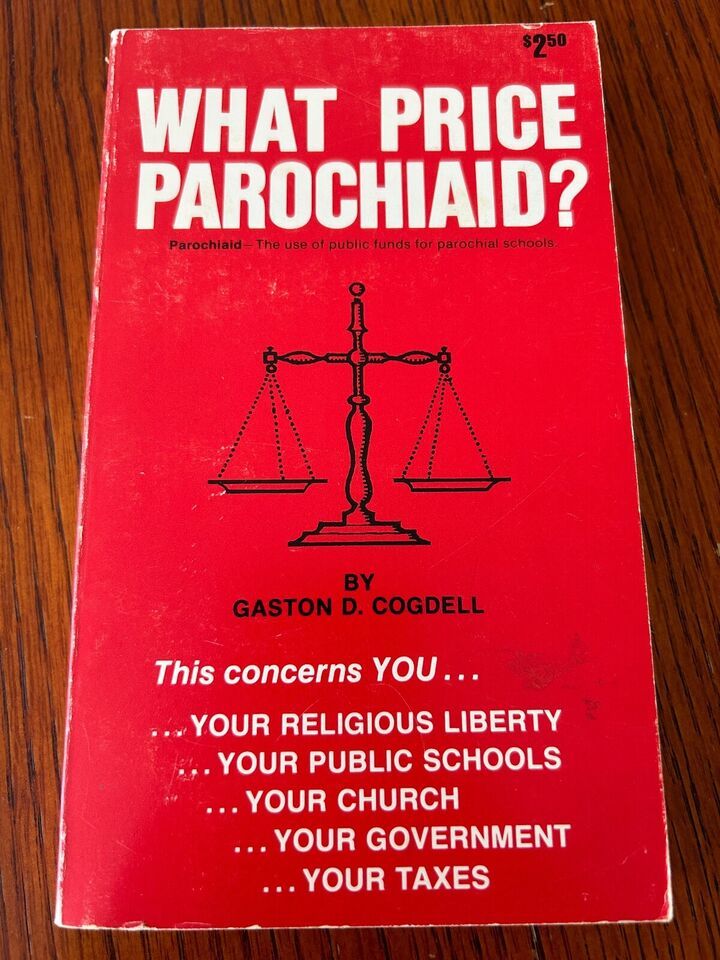 $2.50
WHAT PRICE
PAROCHIAID?
Parochiaid—The use of public funds for parochial schools.
BY
GASTON D. COGDELL
This concerns YOU...
...YOUR RELIGIOUS LIBERTY
...YOUR PUBLIC SCHOOLS
...YOUR CHURCH
...YOUR GOVERNMENT
...YOUR TAXES